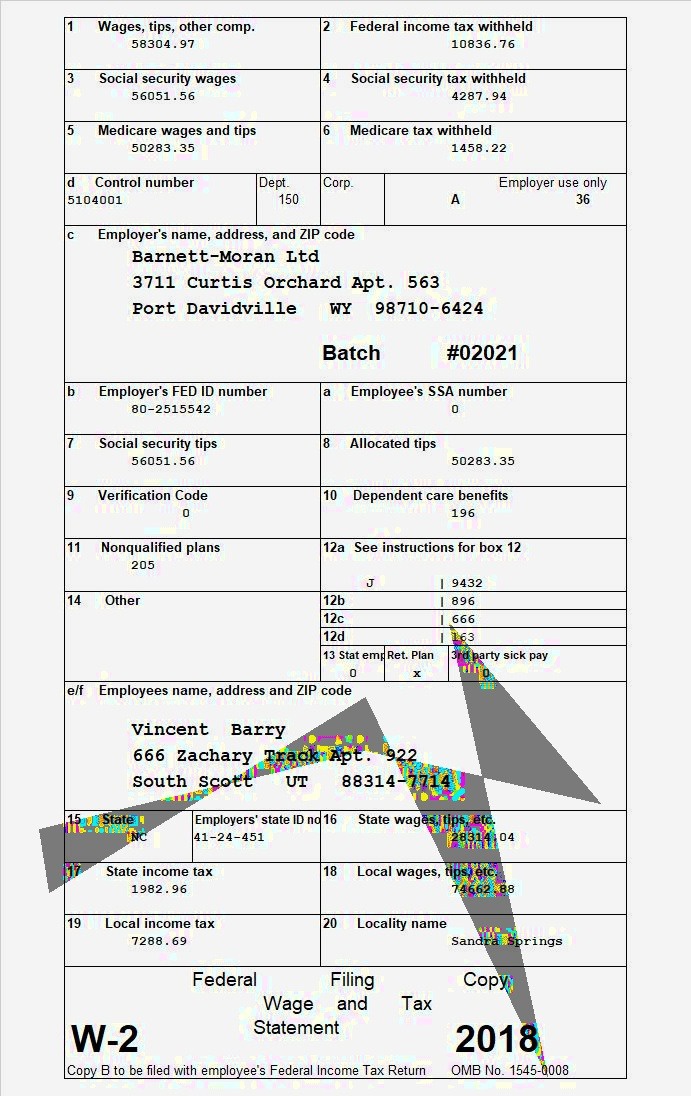 1 Wages, tips, other comp. 2 Federal income tax withheld
58304.97 10836.76
3 Social security wages 4 Social security tax withheld
56051.56 4287.94
5 Medicare wages and tips 6 Medicare tax withheld
50283.35 1458.22
d Control number Dept. Corp. Employer use only
5104001 150 A 36
c Employer's name, address, and ZIP code
Barnett-Moran Ltd
3711 Curtis Orchard Apt. 563
Port Davidville WY 98710-6424
Batch #02021
b Employer's FED ID number a Employee's SSA number
80-2515542 0
7 Social security tips 8 Allocated tips
56051.56 50283.35
9 Verification Code 10 Dependent care benefits
0 196
11 Nonqualified plans 12a See instructions for box 12
205
J | 9432
14 Other 12b | 896
12c | 666
12d | 163
13 Stat emp Ret. Plan 3rd party sick pay
0 x 0
e/f Employees name, address and ZIP code
Vincent Barry
666 Zachary Track Apt. 922
South Scott UT 88314-7714
15 State Employers' state ID no 16 State wages, tips, etc.
NC 41-24-451 28314.04
17 State income tax 18 Local wages, tips, etc.
1982.96 74662.88
19 Local income tax 20 Locality name
7288.69 Sandra Springs
Federal Filing Copy
Wage and Tax
Statement
W-2 2018
Copy B to be filed with employee's Federal Income Tax Return OMB No. 1545-0008